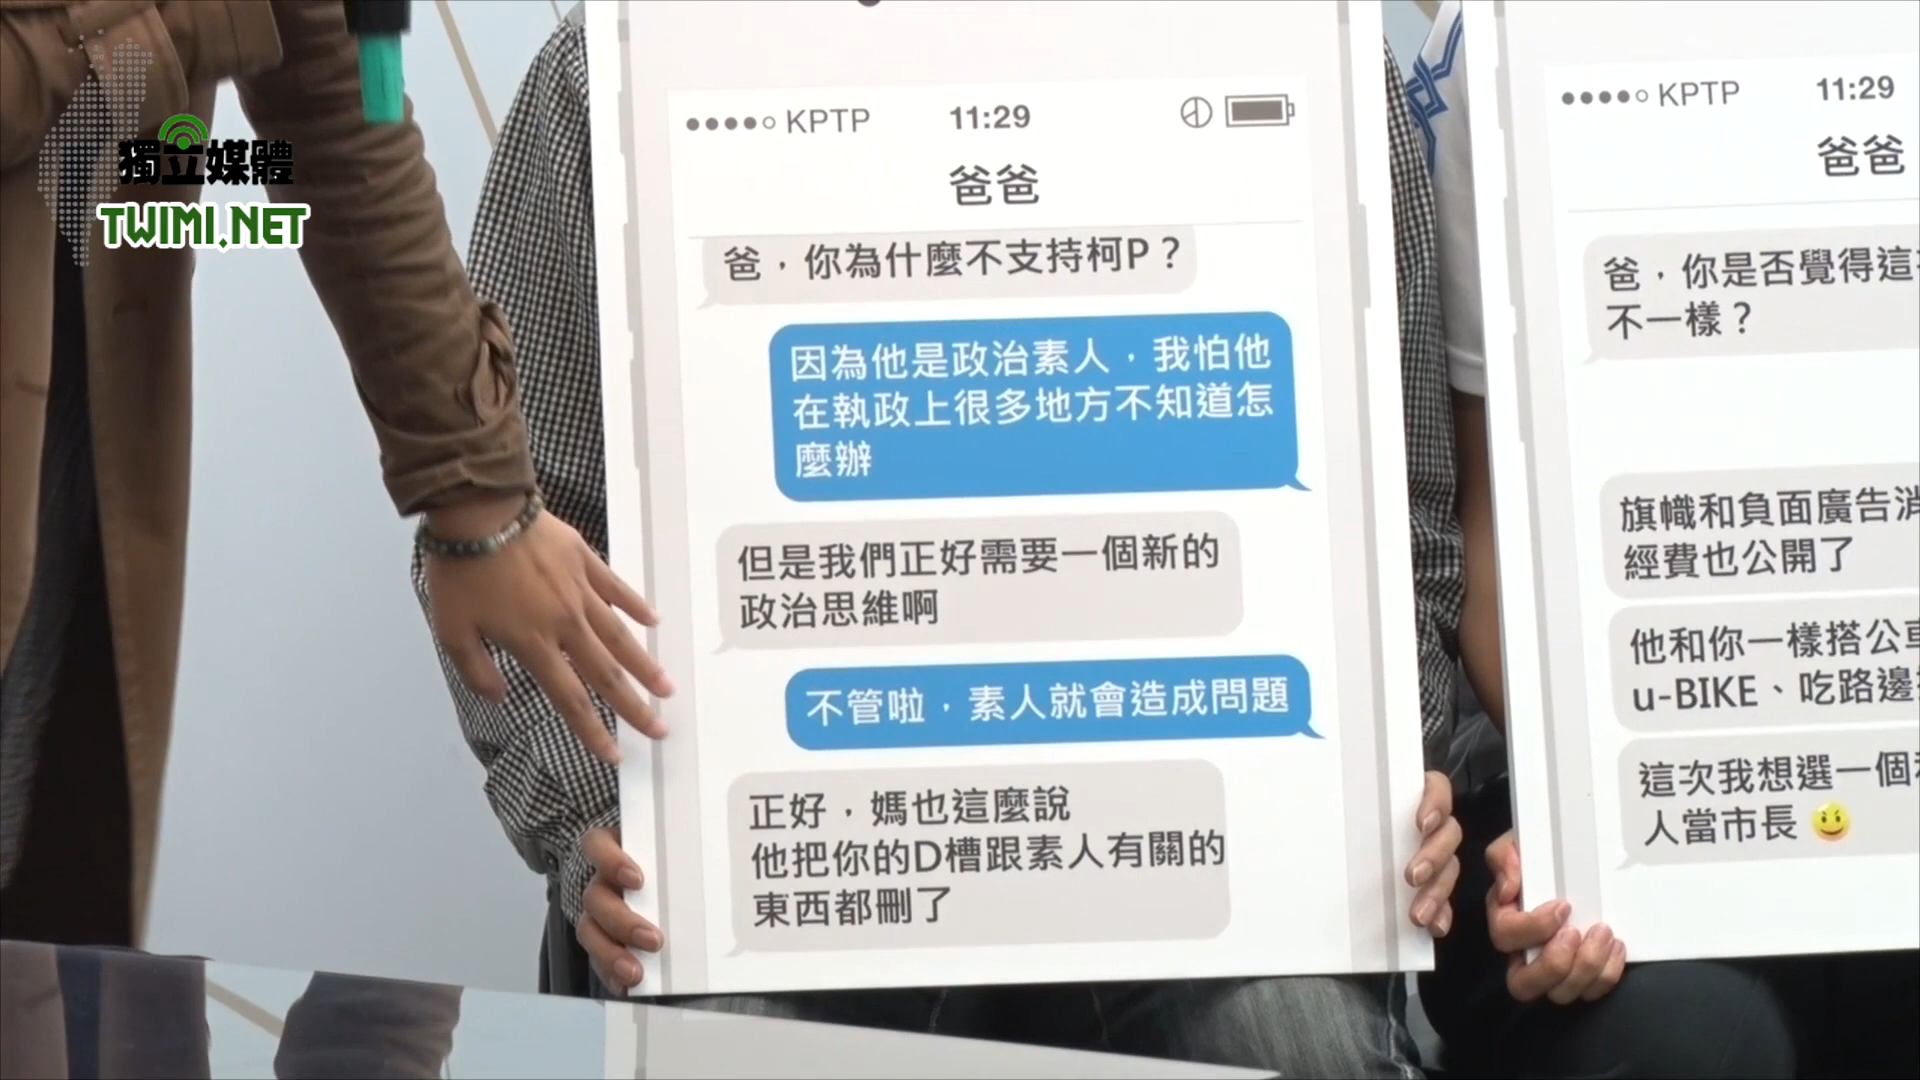 獨立媒體
TWIMI.NET
KPTP 11:29
爸爸
爸，你為什麼不支持柯P？
因為他是政治素人，我怕他
在執政上很多地方不知道怎
麼辦
但是我們正好需要一個新的
政治思維啊
不管啦，素人就會造成問題
正好，媽也這麼說
他把你的D槽跟素人有關的
東西都刪了
KPTP 11:29
爸爸
爸，你是否覺得這
不一樣？
旗幟和負面廣告消
經費也公開了
他和你一樣搭公車
u-BIKE、吃路邊
這次我想選一個
人當市長